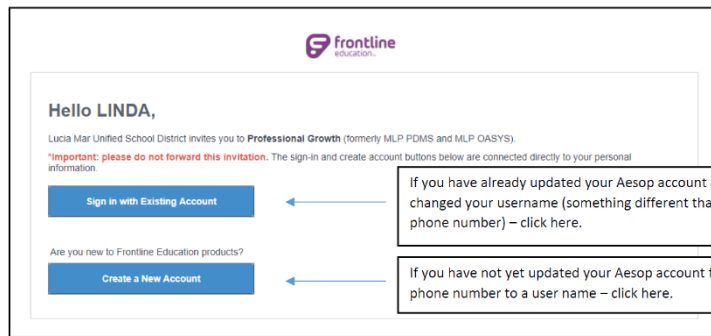 frontline
education™
Hello LINDA,
Lucia Mar Unified School District invites you to Professional Growth (formerly MLP PDMS and MLP OASYS).
*Important: please do not forward this invitation. The sign-in and create account buttons below are connected directly to your personal
information.
Sign in with Existing Account
If you have already updated your Aesop account
changed your username (something different tha
phone number) – click here.
Are you new to Frontline Education products?
Create a New Account
If you have not yet updated your Aesop account f
phone number to a user name – click here.